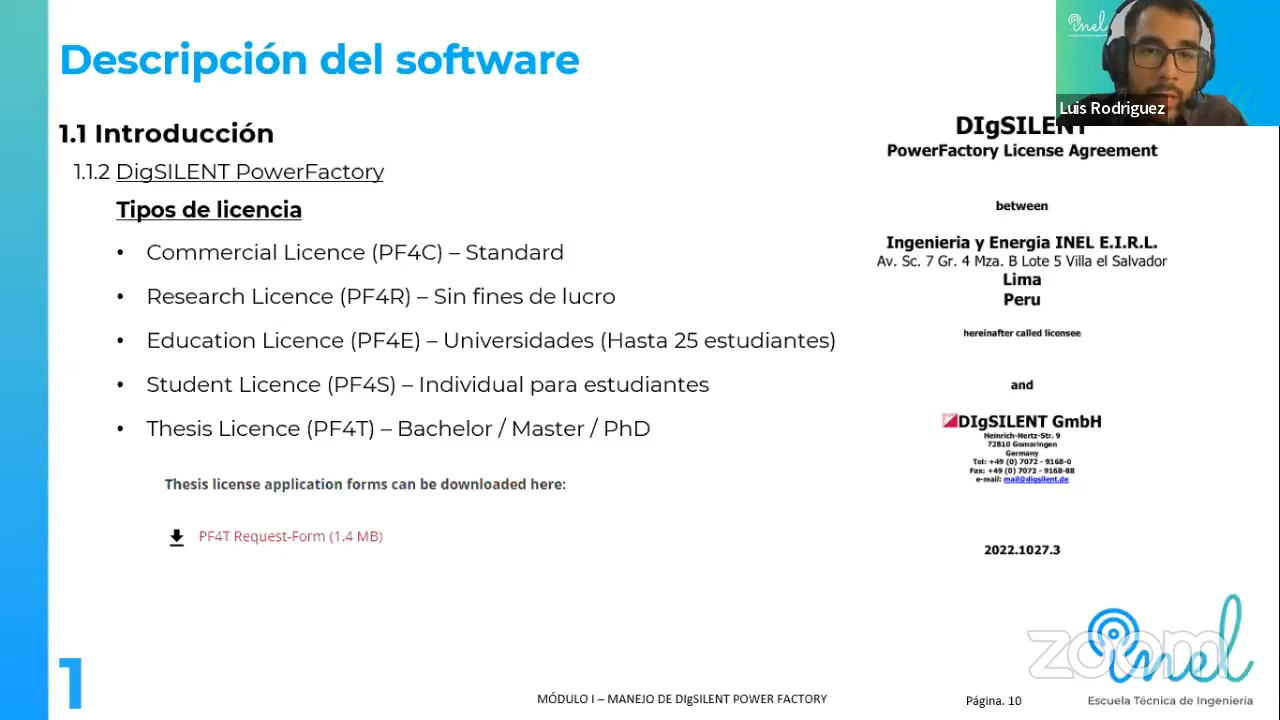 Descripción del software
inel
Luis Rodriguez
1.1 Introducción
1.1.2 DigSILENT PowerFactory
Tipos de licencia
• Commercial Licence (PF4C) – Standard
• Research Licence (PF4R) – Sin fines de lucro
• Education Licence (PF4E) – Universidades (Hasta 25 estudiantes)
• Student Licence (PF4S) – Individual para estudiantes
• Thesis Licence (PF4T) – Bachelor / Master / PhD
Thesis license application forms can be downloaded here:
PF4T Request-Form (1.4 MB)
DIgSILENT
PowerFactory License Agreement
between
Ingenieria y Energia INEL E.I.R.L.
Av. Sc. 7 Gr. 4 Mza. B Lote 5 Villa el Salvador
Lima
Peru
hereinafter called licensee
and
DIgSILENT GmbH
Heinrich-Hertz-Str. 9
72810 Gomaringen
Germany
Tel: +49 (0) 7072 - 9168-0
Fax: +49 (0) 7072 - 9168-88
e-mail: mail@digsilent.de
2022.1027.3
zoom
inel
Escuela Técnica de Ingeniería
1
MÓDULO I – MANEJO DE DIgSILENT POWER FACTORY
Página. 10